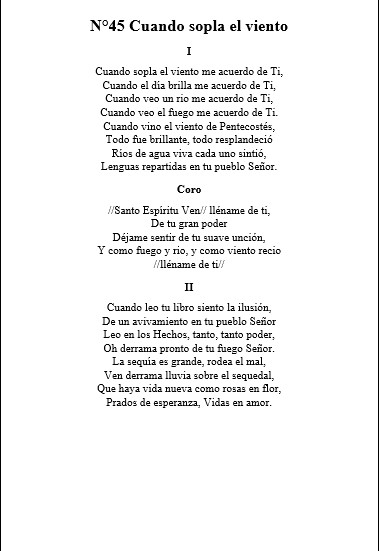 N°45 Cuando sopla el viento
I
Cuando sopla el viento me acuerdo de Ti,
Cuando el día brilla me acuerdo de Ti,
Cuando veo un rio me acuerdo de Ti,
Cuando veo el fuego me acuerdo de Ti.
Cuando vino el viento de Pentecostés,
Todo fue brillante, todo resplandeció
Rios de agua viva cada uno sintió,
Lenguas repartidas en tu pueblo Señor.
Coro
//Santo Espíritu Ven// lléname de ti,
De tu gran poder
Déjame sentir de tu suave unción,
Y como fuego y rio, y como viento recio
//lléname de ti//
II
Cuando leo tu libro siento la ilusión,
De un avivamiento en tu pueblo Señor
Leo en los Hechos, tanto, tanto poder,
Oh derrama pronto de tu fuego Señor.
La sequía es grande, rodea el mal,
Ven derrama lluvia sobre el sequedal,
Que haya vida nueva como rosas en flor,
Prados de esperanza, Vidas en amor.